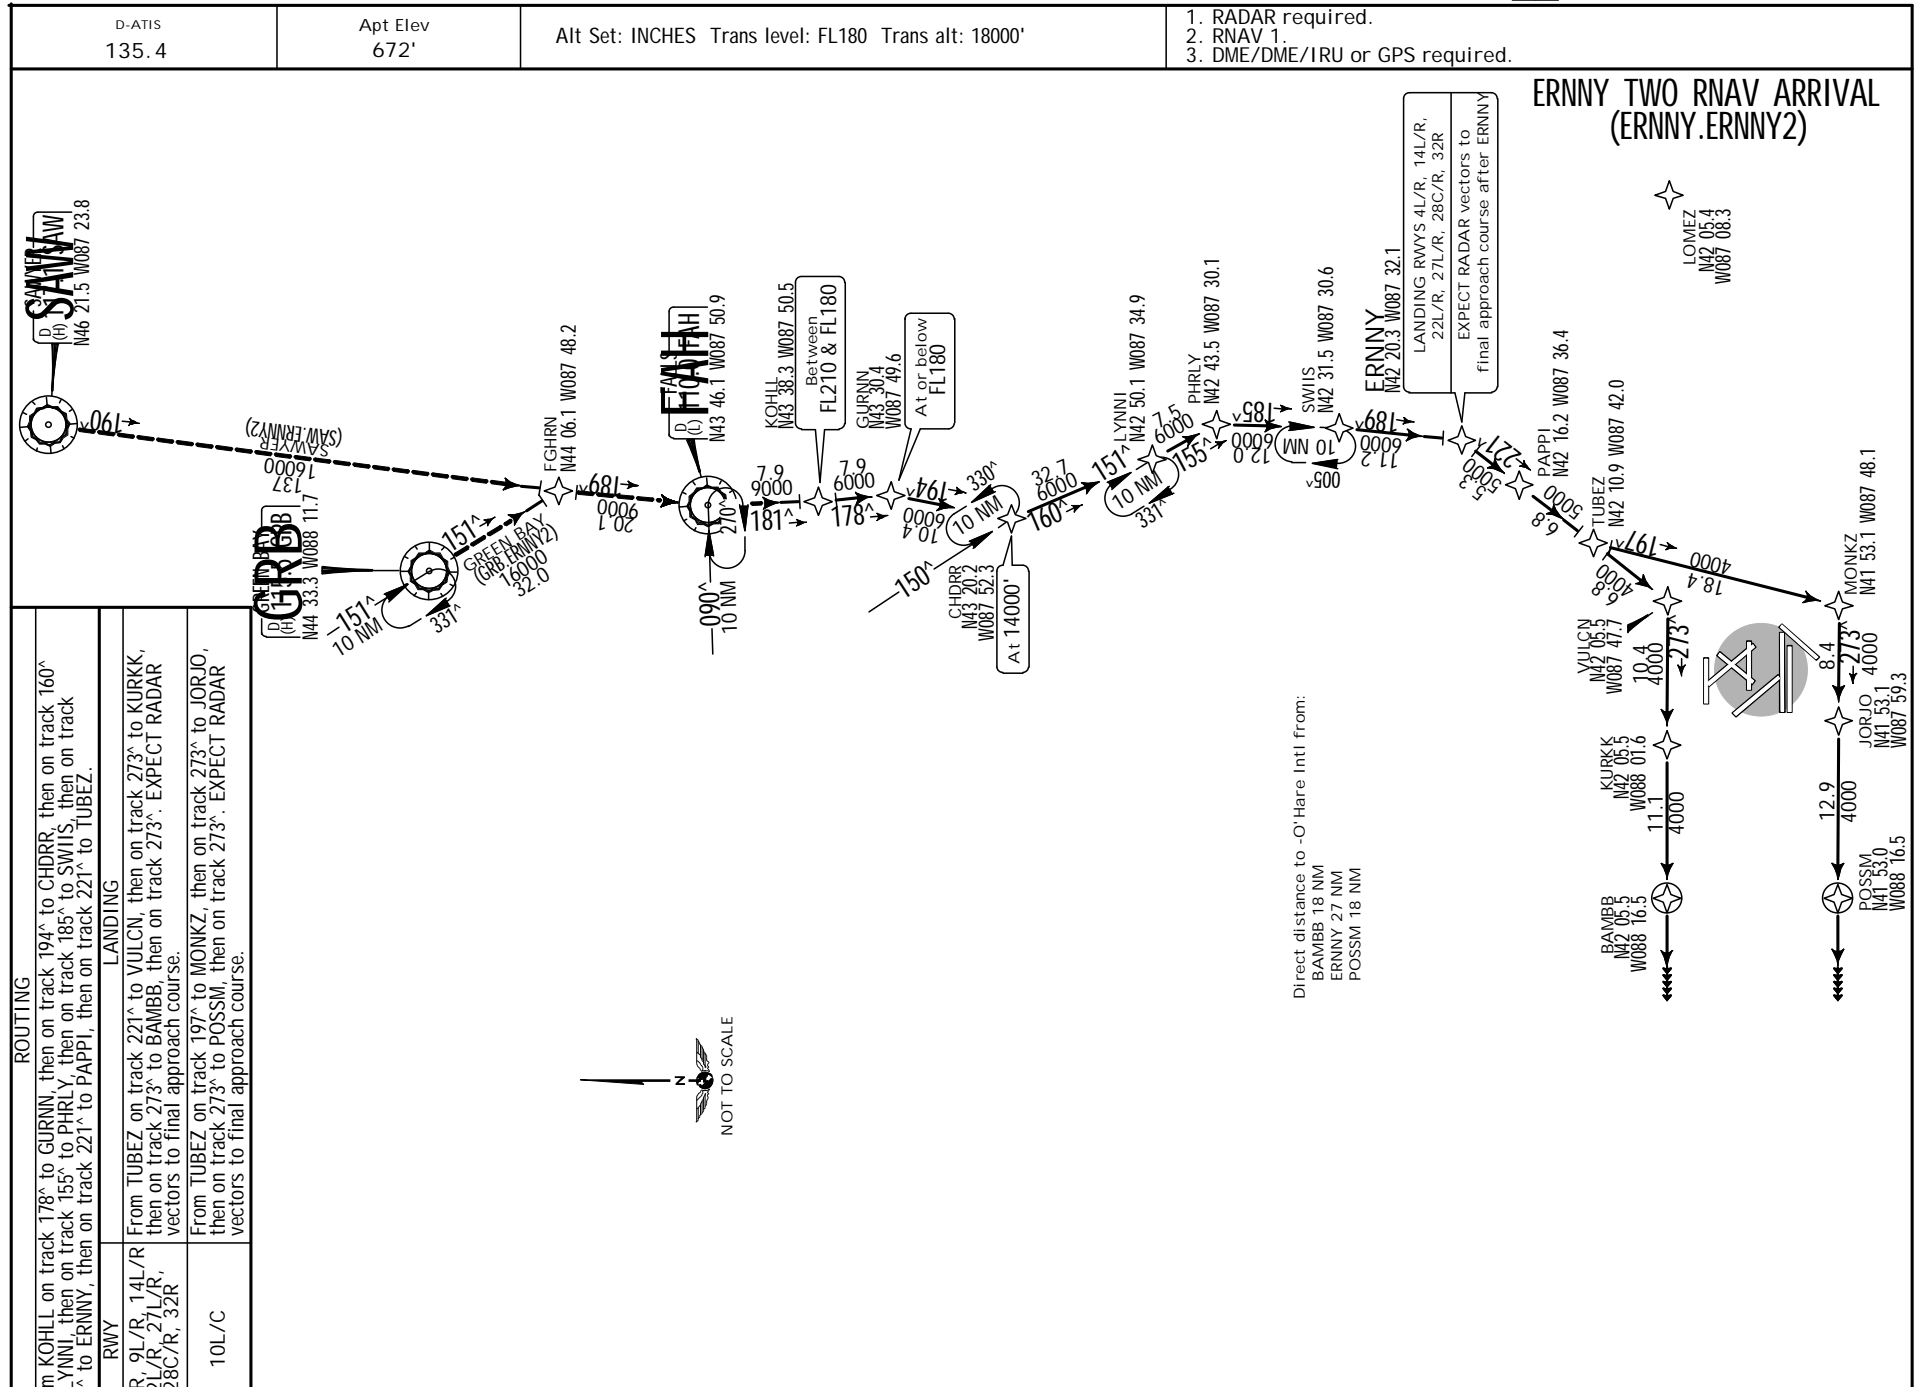 D-ATIS
135.4
Apt Elev
672'
Alt Set: INCHES Trans level: FL180 Trans alt: 18000'
1. RADAR required.
2. RNAV 1.
3. DME/DME/IRU or GPS required.
ERNNY TWO RNAV ARRIVAL
(ERNNY.ERNNY2)
LANDING RWYS 4L/R, 14L/R,
22L/R, 27L/R, 28C/R, 32R
EXPECT RADAR vectors to
final approach course after ERNNY
LOMEZ
N42 05.4
W087 08.3
SAW
D
(H)
N46 21.5 W087 23.8
190^
SAWYER
(SAW.ERNNY2)
16000
137
GREEN BAY
GRB
D
(H)
N44 33.3 W088 11.7
151^
GREEN BAY
(GRB.ERNNY2)
16000
32.0
151^
10 NM
331^
FGHRN
N44 06.1 W087 48.2
189^
9000
20.1
FAH
D
(L)
N43 46.1 W087 50.9
270^
090^
10 NM
7.9
9000
181^
KOHLL
N43 38.3 W087 50.5
Between
FL210 & FL180
7.9
6000
178^
GURNN
N43 30.4
W087 49.6
At or below
FL180
194^
6000
10.4
330^
10 NM
150^
CHDRR
N43 20.2
W087 52.3
At 14000'
32.7
6000
160^
LYNNI
N42 50.1 W087 34.9
151^
10 NM
331^
7.5
6000
155^
PHRLY
N42 43.5 W087 30.1
185^
6000
12.0
SWIIS
N42 31.5 W087 30.6
10 NM
005^
189^
6000
11.2
ERNNY
N42 20.3 W087 32.1
221^
5000
5.3
PAPPI
N42 16.2 W087 36.4
5000
6.8
TUBEZ
N42 10.9 W087 42.0
197^
4000
18.4
4000
6.8
VULCN
N42 05.5
W087 47.7
MONKZ
N41 53.1 W087 48.1
10.4
4000
273^
8.4
273^
4000
KURKK
N42 05.5
W088 01.6
JORJO
N41 53.1
W087 59.3
11.1
4000
12.9
4000
BAMBB
N42 05.5
W088 16.5
POSSM
N41 53.0
W088 16.5
Direct distance to -O'Hare Intl from:
BAMBB 18 NM
ERNNY 27 NM
POSSM 18 NM
N
NOT TO SCALE
ROUTING
m KOHLL on track 178^ to GURNN, then on track 194^ to CHDRR, then on track 160^
YNNI, then on track 155^ to PHRLY, then on track 185^ to SWIIS, then on track
^ to ERNNY, then on track 221^ to PAPPI, then on track 221^ to TUBEZ.
RWY
LANDING
R, 9L/R, 14L/R
2L/R, 27L/R,
28C/R, 32R
From TUBEZ on track 221^ to VULCN, then on track 273^ to KURKK,
then on track 273^ to BAMBB, then on track 273^. EXPECT RADAR
vectors to final approach course.
10L/C
From TUBEZ on track 197^ to MONKZ, then on track 273^ to JORJO,
then on track 273^ to POSSM, then on track 273^. EXPECT RADAR
vectors to final approach course.